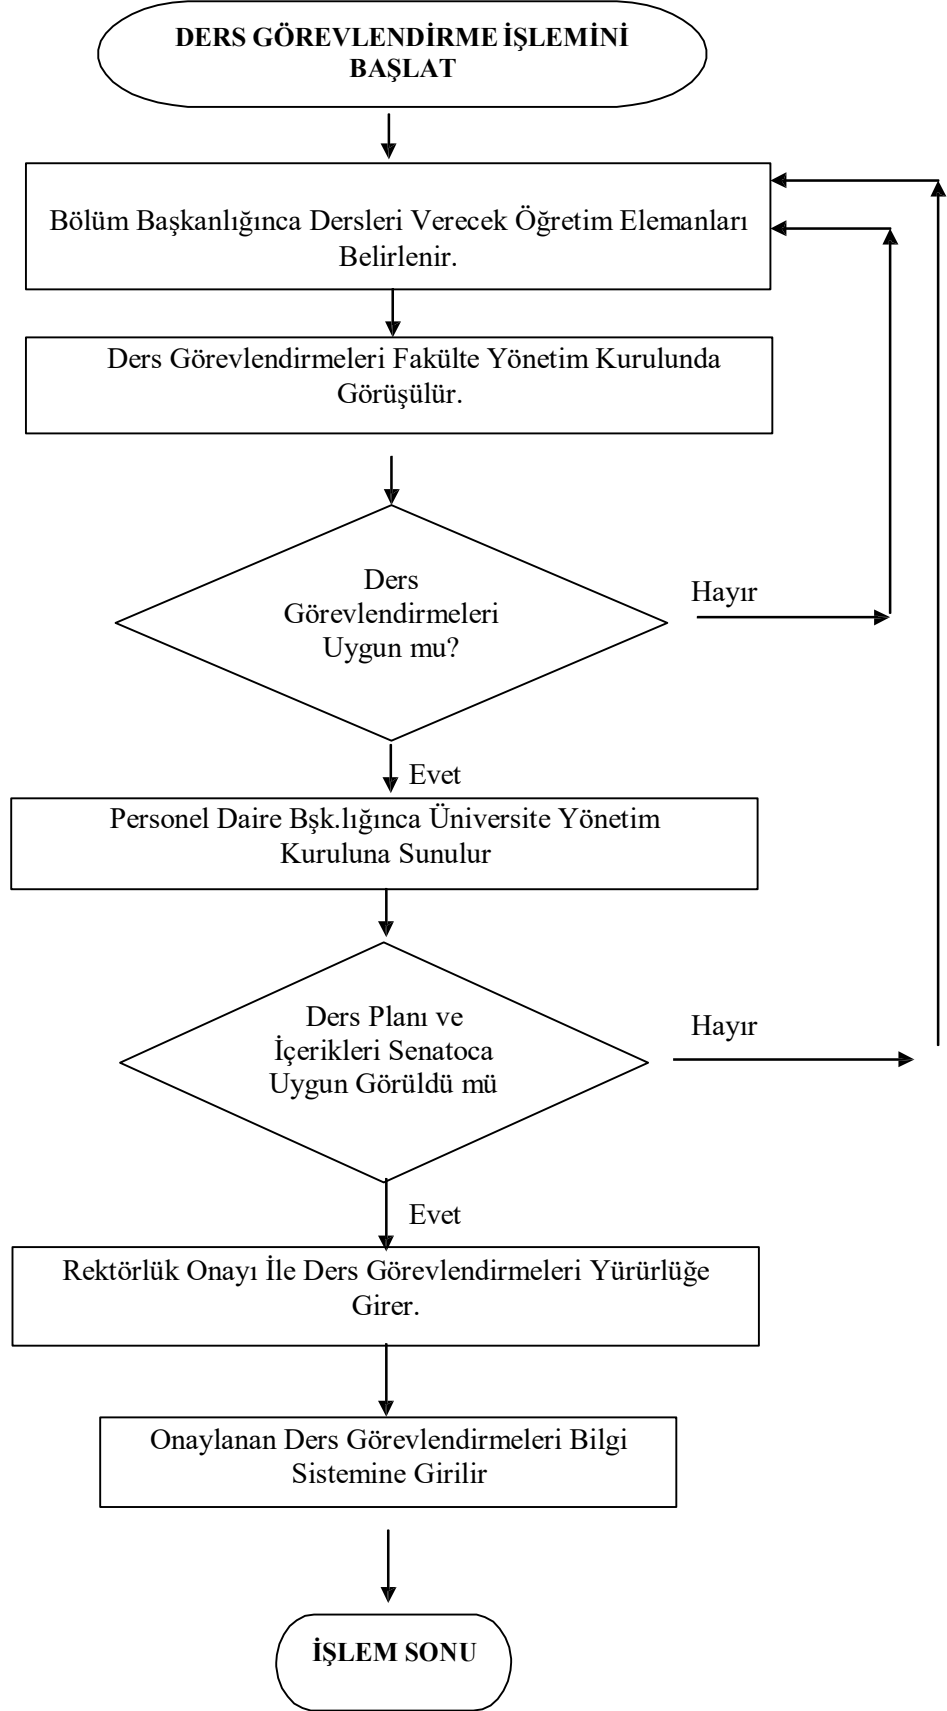 DERS GÖREVLENDİRME İŞLEMİNİ
BAŞLAT
Bölüm Başkanlığınca Dersleri Verecek Öğretim Elemanları
Belirlenir.
Ders Görevlendirmeleri Fakülte Yönetim Kurulunda
Görüşülür.
Ders
Görevlendirmeleri
Uygun mu?
Hayır
Evet
Personel Daire Bşk.lığınca Üniversite Yönetim
Kuruluna Sunulur
Ders Planı ve
İçerikleri Senatoca
Uygun Görüldü mü
Hayır
Evet
Rektörlük Onayı İle Ders Görevlendirmeleri Yürürlüğe
Girer.
Onaylanan Ders Görevlendirmeleri Bilgi
Sistemine Girilir
İŞLEM SONU